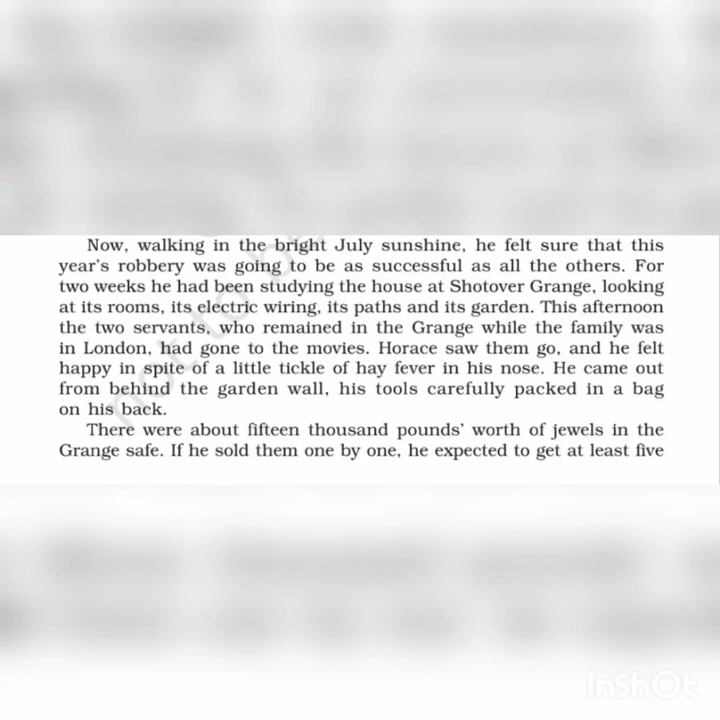 Now, walking in the bright July sunshine, he felt sure that this
year's robbery was going to be as successful as all the others. For
two weeks he had been studying the house at Shotover Grange, looking
at its rooms, its electric wiring, its paths and its garden. This afternoon
the two servants, who remained in the Grange while the family was
in London, had gone to the movies. Horace saw them go, and he felt
happy in spite of a little tickle of hay fever in his nose. He came out
from behind the garden wall, his tools carefully packed in a bag
on his back.
There were about fifteen thousand pounds' worth of jewels in the
Grange safe. If he sold them one by one, he expected to get at least five
not to be
InShOt